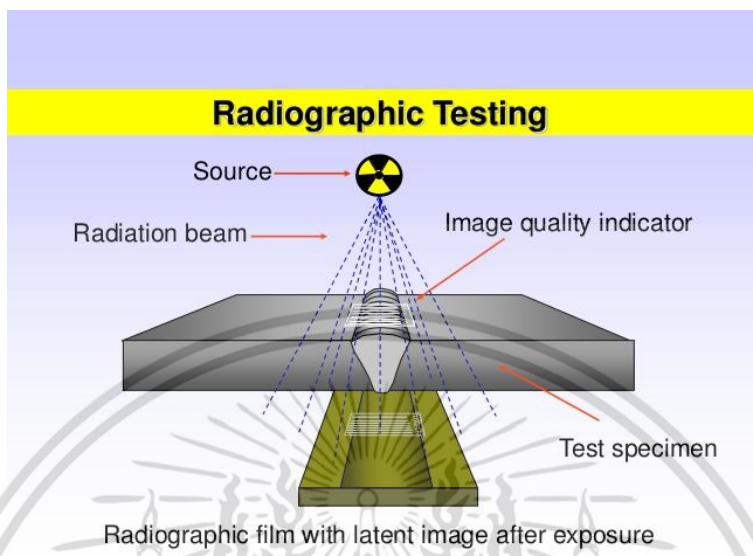 Radiographic Testing
Source
Radiation beam
Image quality indicator
Test specimen
Radiographic film with latent image after exposure